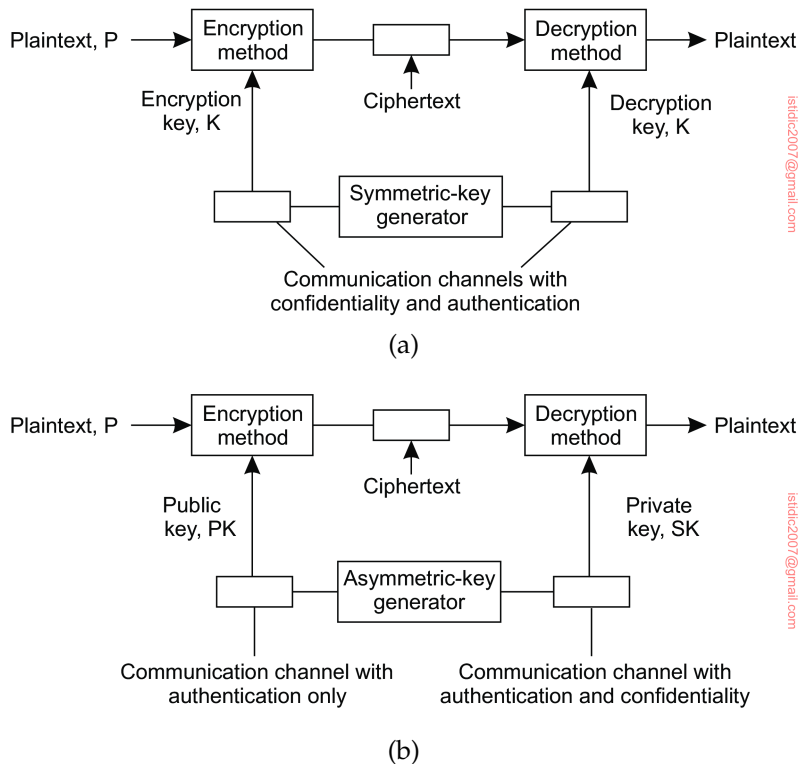 Plaintext, P
Encryption
method
Decryption
method
Plaintext
Encryption
key, K
Ciphertext
Decryption
key, K
Symmetric-key
generator
Communication channels with
confidentiality and authentication
(a)
istidic2007@gmail.com
Plaintext, P
Encryption
method
Decryption
method
Plaintext
Ciphertext
Public
key, PK
Private
key, SK
Asymmetric-key
generator
Communication channel with
authentication only
Communication channel with
authentication and confidentiality
(b)
istidic2007@gmail.com